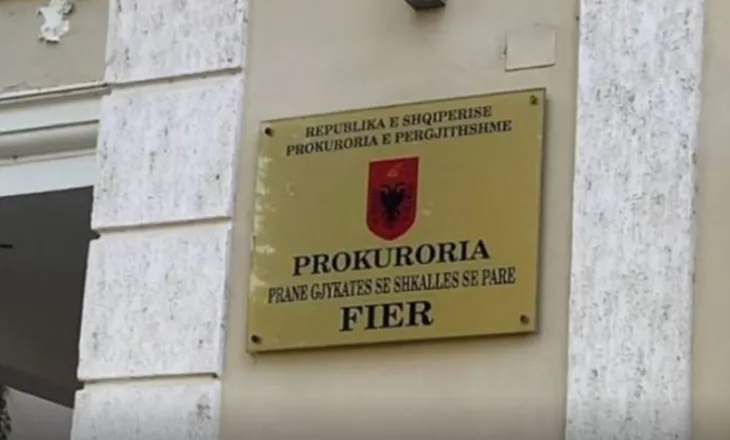 REPUBLIKA E SHQIPERISE
PROKURORIA E PERGJITHSHME
PROKURORIA
PRANE GJYKATES SE SHKALLES SE PARE
FIER